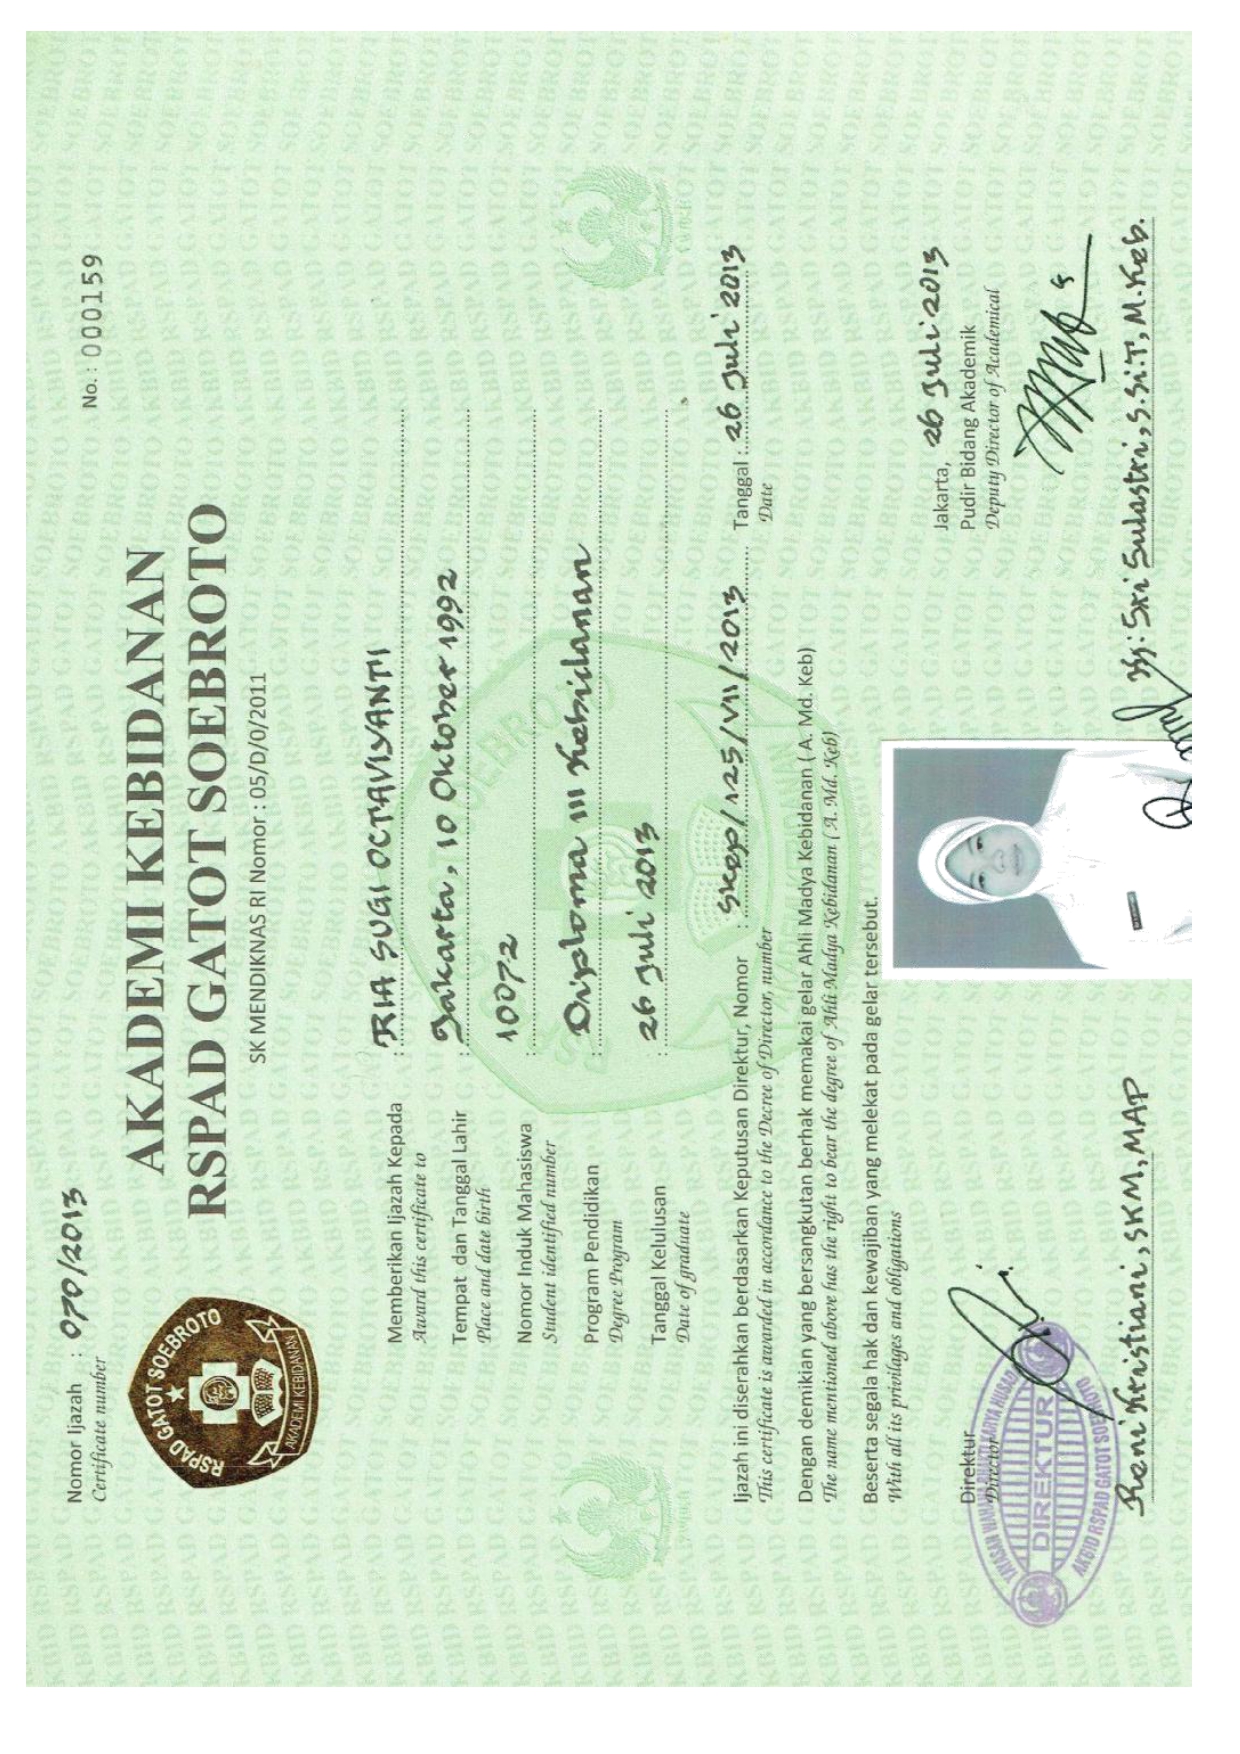 Nomor Ijazah : 070/2013
Certificate number
No. : 000159
RSPAD GATOT SOEBROTO
AKADEMI KEBIDANAN
AKADEMI KEBIDANAN
RSPAD GATOT SOEBROTO
SK MENDIKNAS RI Nomor : 05/D/0/2011
Memberikan Ijazah Kepada : RIA SUGI OCTAVIYANTI
Award this certificate to
Tempat dan Tanggal Lahir : Jakarta, 10 Oktober 1992
Place and date birth
Nomor Induk Mahasiswa : 10072
Student identified number
Program Pendidikan : Diploma III Kebidanan
Degree Program
Tanggal Kelulusan : 26 Juli 2013
Date of graduate
Ijazah ini diserahkan berdasarkan Keputusan Direktur, Nomor : Skep/125/VII/2013 Tanggal : 26 Juli 2013
This certificate is awarded in accordance to the Decree of Director, number Date
Dengan demikian yang bersangkutan berhak memakai gelar Ahli Madya Kebidanan ( A. Md. Keb)
The name mentioned above has the right to bear the degree of Ahli Madya Kebidanan ( A. Md. Keb)
Beserta segala hak dan kewajiban yang melekat pada gelar tersebut.
With all its privilages and obligations
Jakarta, 26 Juli 2013
Direktur
Director
Pudir Bidang Akademik
Deputy Director of Academical
YAYASAN WAHANA BHAKTI KARYA HUSADA
DIREKTUR
AKBID RSPAD GATOT SOEBROTO
Reni Kristiani, SKM, MAP
Hj: Sri Sulastri, S.Si.T, M.Keb.